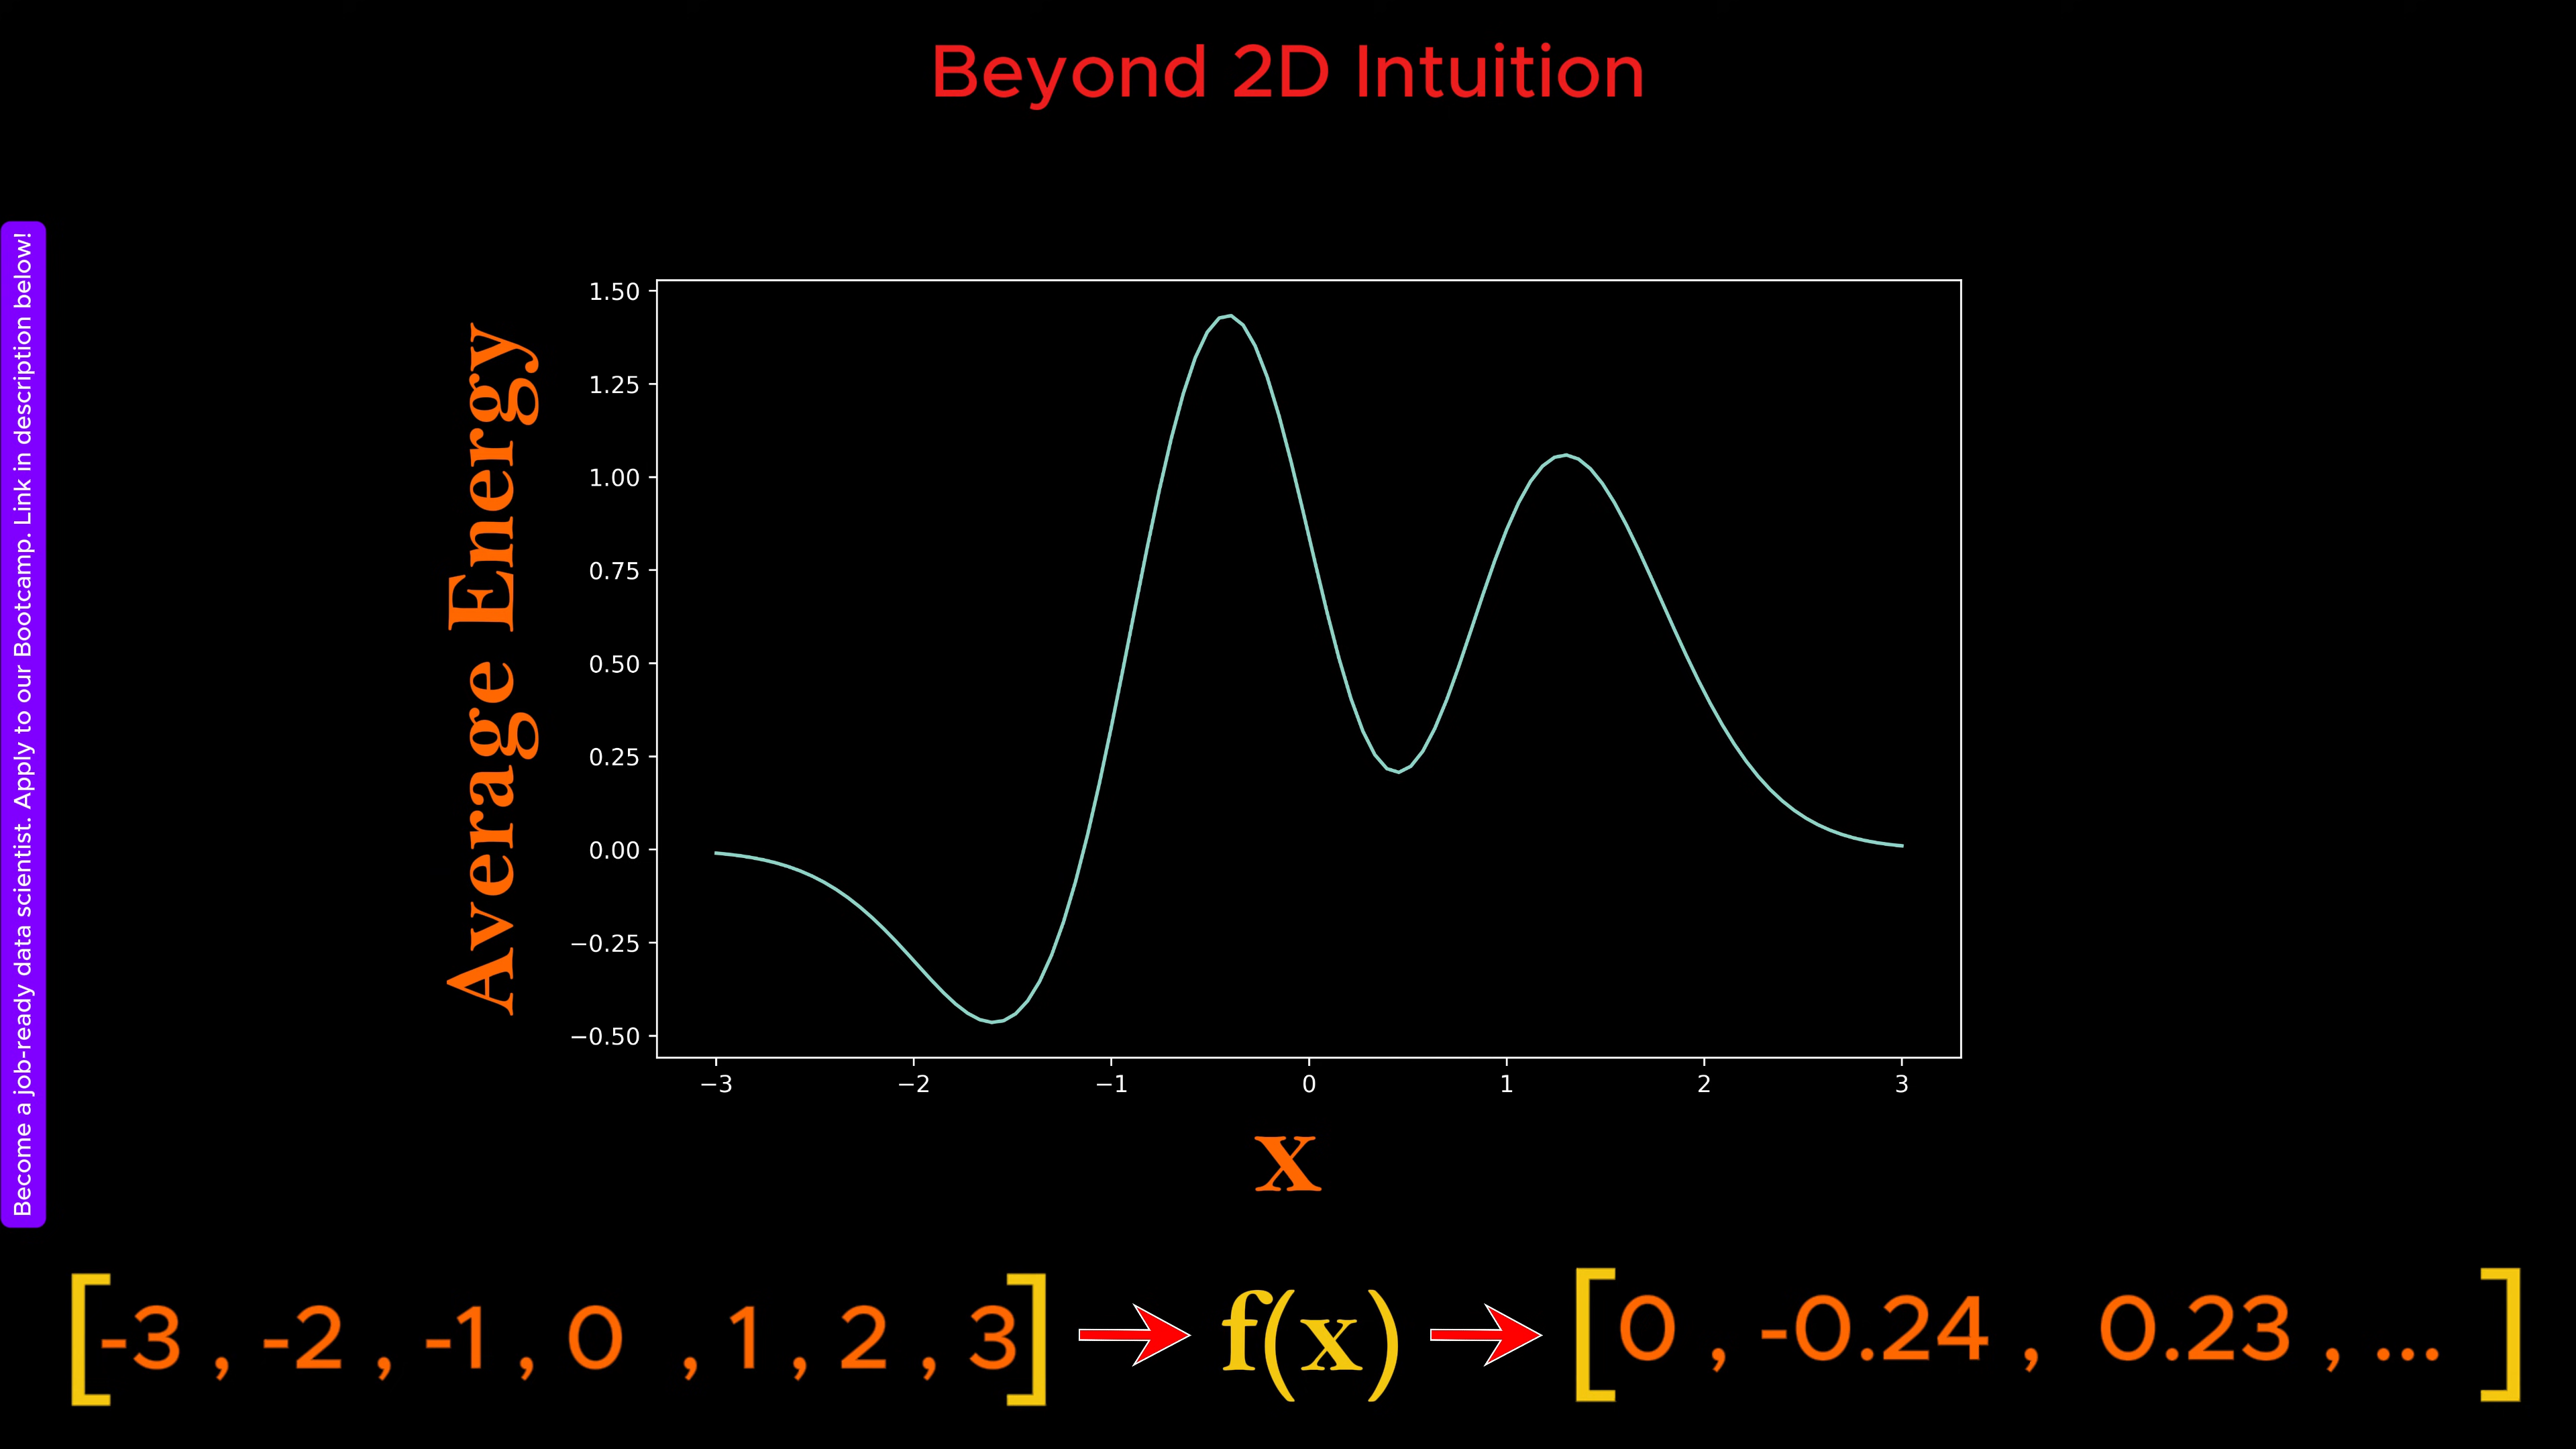 Beyond 2D Intuition
Become a job-ready data scientist. Apply to our Bootcamp. Link in description below!
Average Energy
1.50
1.25
1.00
0.75
0.50
0.25
0.00
−0.25
−0.50
−3 −2 −1 0 1 2 3
x
[-3 , -2 , -1 , 0 , 1 , 2 , 3] f(x) [0 , -0.24 , 0.23 , ... ]